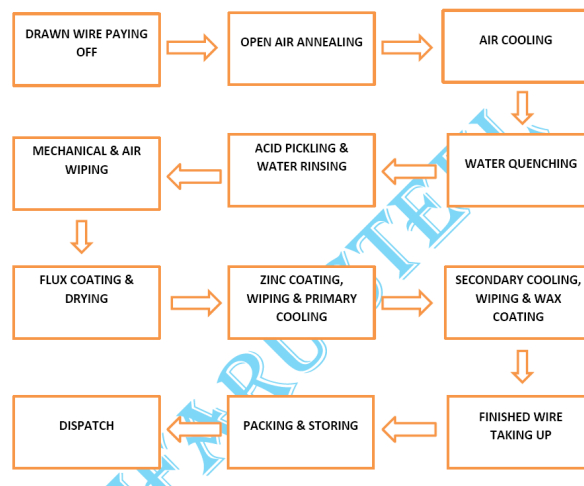 DRAWN WIRE PAYING
OFF
OPEN AIR ANNEALING
AIR COOLING
WATER QUENCHING
ACID PICKLING &
WATER RINSING
MECHANICAL & AIR
WIPING
FLUX COATING &
DRYING
ZINC COATING,
WIPING & PRIMARY
COOLING
SECONDARY COOLING,
WIPING & WAX
COATING
FINISHED WIRE
TAKING UP
PACKING & STORING
DISPATCH